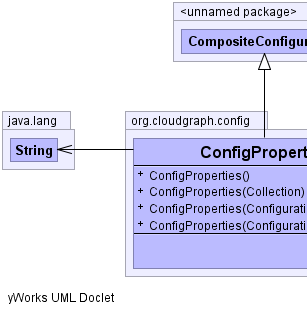 <unnamed package>
CompositeConfigur
java.lang
String
org.cloudgraph.config
ConfigPropert
+ ConfigProperties()
+ ConfigProperties(Collection)
+ ConfigProperties(Configurati
+ ConfigProperties(Configurati
yWorks UML Doclet